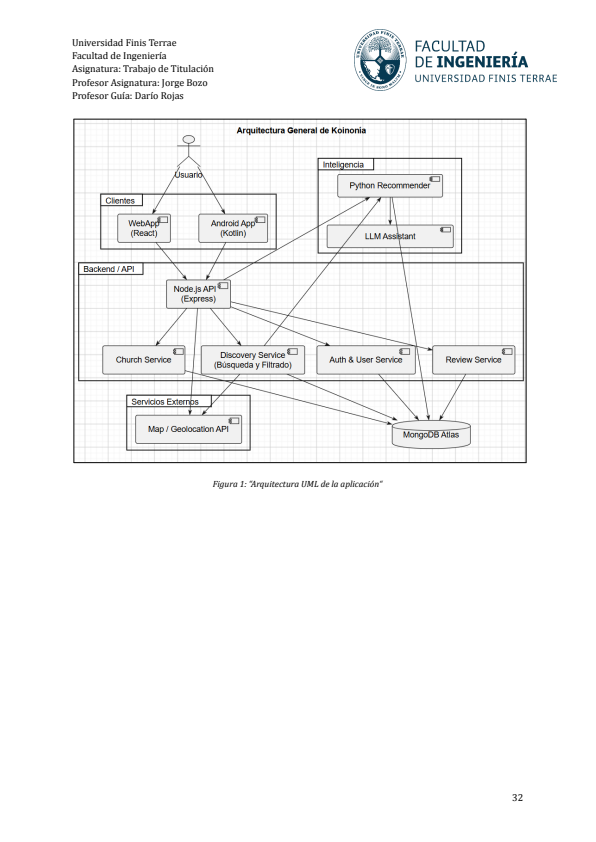 Universidad Finis Terrae
Facultad de Ingeniería
Asignatura: Trabajo de Titulación
Profesor Asignatura: Jorge Bozo
Profesor Guía: Darío Rojas
FACULTAD
DE INGENIERÍA
UNIVERSIDAD FINIS TERRAE
Arquitectura General de Koinonia
Usuario
Inteligencia
Python Recommender
LLM Assistant
Clientes
WebApp
(React)
Android App
(Kotlin)
Backend / API
Node.js API
(Express)
Church Service
Discovery Service
(Búsqueda y Filtrado)
Auth & User Service
Review Service
Servicios Externos
Map / Geolocation API
MongoDB Atlas
Figura 1: "Arquitectura UML de la aplicación"
32